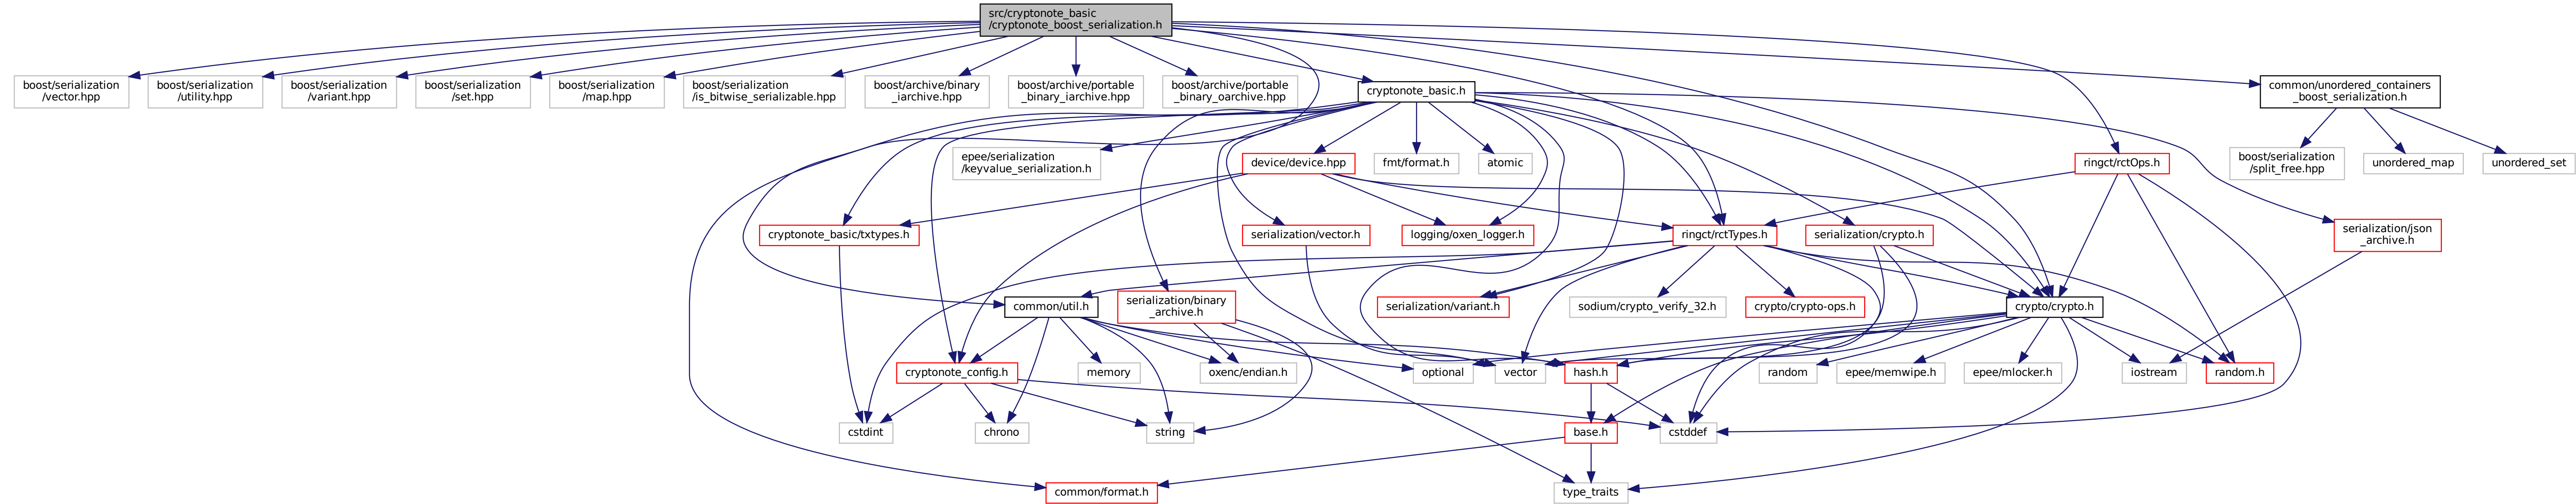 src/cryptonote_basic
/cryptonote_boost_serialization.h
boost/serialization
/vector.hpp
boost/serialization
/utility.hpp
boost/serialization
/variant.hpp
boost/serialization
/set.hpp
boost/serialization
/map.hpp
boost/serialization
/is_bitwise_serializable.hpp
boost/archive/binary
_iarchive.hpp
boost/archive/portable
_binary_iarchive.hpp
boost/archive/portable
_binary_oarchive.hpp
cryptonote_basic.h
common/unordered_containers
_boost_serialization.h
epee/serialization
/keyvalue_serialization.h
device/device.hpp
fmt/format.h
atomic
ringct/rctOps.h
boost/serialization
/split_free.hpp
unordered_map
unordered_set
cryptonote_basic/txtypes.h
serialization/vector.h
logging/oxen_logger.h
ringct/rctTypes.h
serialization/crypto.h
serialization/json
_archive.h
common/util.h
serialization/binary
_archive.h
serialization/variant.h
sodium/crypto_verify_32.h
crypto/crypto-ops.h
crypto/crypto.h
cryptonote_config.h
memory
oxenc/endian.h
optional
vector
hash.h
random
epee/memwipe.h
epee/mlocker.h
iostream
random.h
cstdint
chrono
string
base.h
cstddef
common/format.h
type_traits